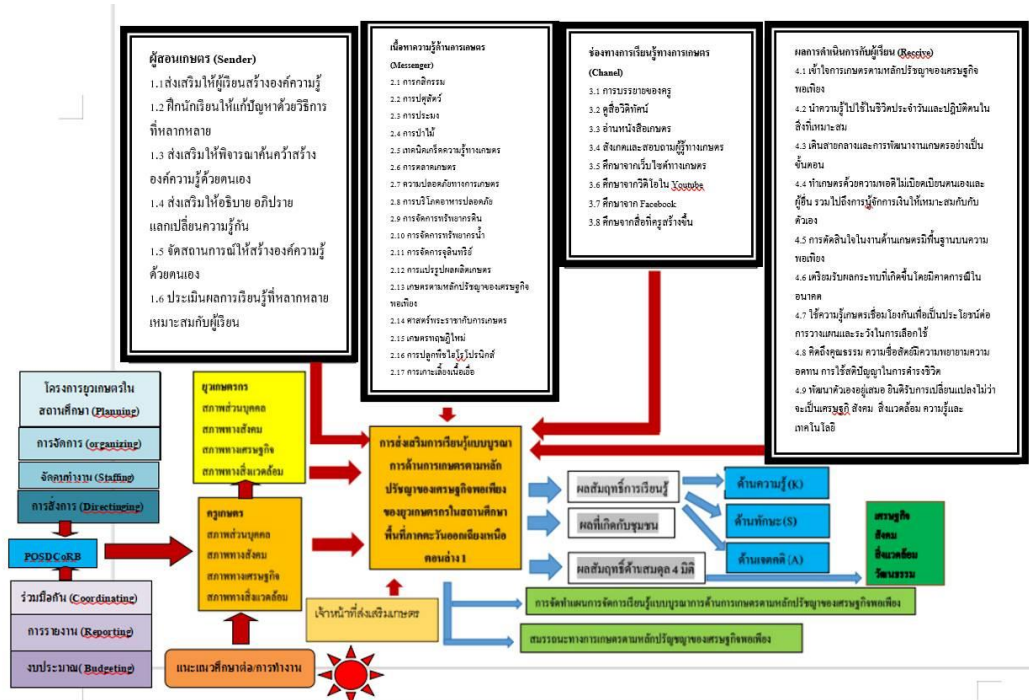 ผู้สอนเกษตร (Sender)
1.1ส่งเสริมให้ผู้เรียนสร้างองค์ความรู้
1.2 ฝึกนักเรียนให้แก้ปัญหาด้วยวิธีการ
ที่หลากหลาย
1.3 ส่งเสริมให้พิจารณาค้นคว้าสร้าง
องค์ความรู้ด้วยตนเอง
1.4 ส่งเสริมให้อธิบาย อภิปราย
แลกเปลี่ยนความรู้กัน
1.5 จัดสถานการณ์ให้สร้างองค์ความรู้
ด้วยตนเอง
1.6 ประเมินผลการเรียนรู้ที่หลากหลาย
เหมาะสมกับผู้เรียน
เนื้อหาความรู้ด้านการเกษตร
(Messenger)
2.1 การกสิกรรม
2.2 การปศุสัตว์
2.3 การประมง
2.4 การป่าไม้
2.5 เทคนิคเกร็ดความรู้ทางเกษตร
2.6 การตลาดเกษตร
2.7 ความปลอดภัยทางการเกษตร
2.8 การบริโภคอาหารปลอดภัย
2.9 การจัดการทรัพยากรดิน
2.10 การจัดการทรัพยากรน้ำ
2.11 การจัดการจุลินทรีย์
2.12 การแปรรูปผลผลิตเกษตร
2.13 เกษตรตามหลักปรัชญาของเศรษฐกิจ
พอเพียง
2.14 ศาสตร์พระราชากับการเกษตร
2.15 เกษตรทฤษฎีใหม่
2.16 การปลูกพืชไฮโรโปรนิกส์
2.17 การเกาะเลี้ยงเนื้อเยื่อ
ช่องทางการเรียนรู้ทางการเกษตร
(Chanel)
3.1 การบรรยายของครู
3.2 ดูสื่อวิดิทัศน์
3.3 อ่านหนังสือเกษตร
3.4 สังเกตและสอบถามผู้รู้ทางเกษตร
3.5 ศึกษาจากเว็บไซต์ทางเกษตร
3.6 ศึกษาจากวิดีโอใน Youtube
3.7 ศึกษาจาก Facebook
3.8 ศึกษาจากสื่อที่ครูสร้างขึ้น
ผลการดำเนินการกับผู้เรียน (Reccive)
4.1 เข้าใจการเกษตรตามหลักปรัชญาของเศรษฐกิจ
พอเพียง
4.2 นำความรู้ไปใช้ในชีวิตประจำวันและปฏิบัติตนใน
สิ่งที่เหมาะสม
4.3 เดินสายกลางและการพัฒนางานเกษตรอย่างเป็น
ขั้นตอน
4.4 ทำเกษตรด้วยความพอดีไม่เบียดเบียนตนเองและ
ผู้อื่น รวมไปถึงการรู้จักการเงินให้เหมาะสมกับกับ
ตัวเอง
4.5 การตัดสินใจในงานด้านเกษตรมีพื้นฐานบนความ
พอเพียง
4.6 เตรียมรับผลกระทบที่เกิดขึ้นโดยมีคาดการณ์ใน
อนาคต
4.7 ใช้ความรู้เกษตรเชื่อมโยงกันเพื่อเป็นประโยชน์ต่อ
การวางแผนและระวังในการเลือกใช้
4.8 คิดถึงคุณธรรม ความซื่อสัตย์มีความพยายามความ
อดทน การใช้สติปัญญาในการดำรงชีวิต
4.9 พัฒนาตัวเองอยู่เสมอ ยินดีรับการเปลี่ยนแปลงไม่ว่า
จะเป็นเศรษฐกิ สังคม สิ่งแวดล้อม ความรู้และ
เทคโนโลยี
โครงการยุวเกษตรใน
สถานศึกษา (Planning)
การจัดการ (organizing)
จัดคนทำงาน (Staffing)
การสั่งการ (Directinging)
POSDCoRB
ร่วมมือกัน (Coordinating)
การรายงาน (Reporting)
งบประมาณ( Budgeting)
ยุวเกษตรกร
สภาพส่วนบุคคล
สภาพทางสังคม
สภาพทางเศรษฐกิจ
สภาพทางสิ่งแวดล้อม
ครูเกษตร
สภาพส่วนบุคคล
สภาพทางสังคม
สภาพทางเศรษฐกิจ
สภาพทางสิ่งแวดล้อม
แนะแนวศึกษาต่อ/การทำงาน
เจ้าหน้าที่ส่งเสริมเกษตร
การส่งเสริมการเรียนรู้แบบบูรณา
การด้านการเกษตรตามหลัก
ปรัชญาของเศรษฐกิจพอเพียง
ของยุวเกษตรกรในสถานศึกษา
พื้นที่ภาคตะวันออกเฉียงเหนือ
ตอนล่าง 1
ผลสัมฤทธิ์การเรียนรู้
ผลที่เกิดกับชุมชน
ผลสัมฤทธิ์ด้านสมดุล 4 มิติ
ด้านความรู้ (K)
ด้านทักษะ (S)
ด้านเจตคติ (A)
เศรษฐกิจ
สังคม
สิ่งแวดล้อม
วัฒนธรรม
การจัดทำแผนการจัดการเรียนรู้แบบบูรณาการด้านการเกษตรตามหลักปรัชญาของเศรษฐกิจพอเพียง
สมรรถนะทางการเกษตรตามหลักปรัญชญาของเศรษฐกิจพอเพียง